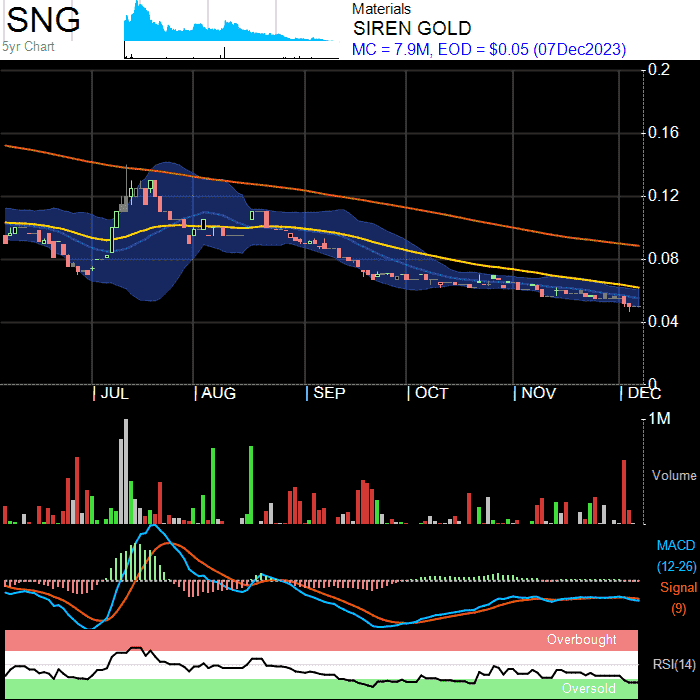 SNG
5yr Chart
Materials
SIREN GOLD
MC = 7.9M, EOD = $0.05 (07Dec2023)
0.2
0.16
0.12
0.08
0.04
0
JUL AUG SEP OCT NOV DEC
1M
Volume
MACD
(12-26)
Signal
(9)
Overbought
RSI(14)
Oversold